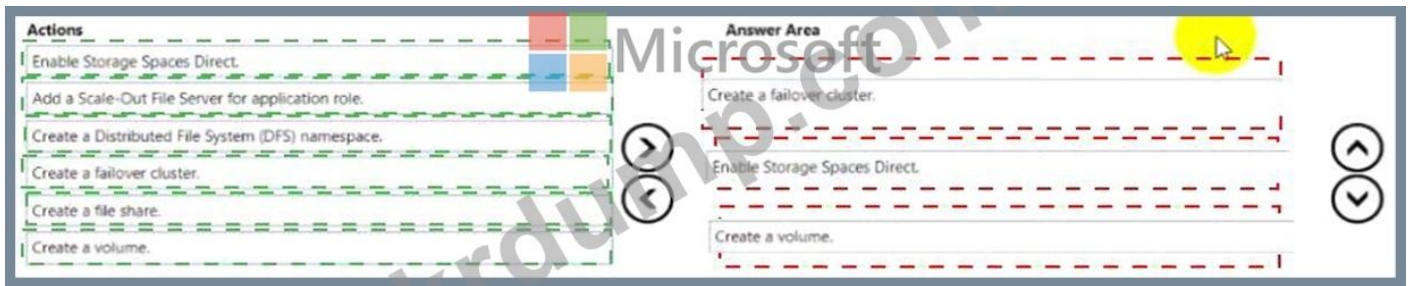 Actions
Enable Storage Spaces Direct.
Add a Scale-Out File Server for application role.
Create a Distributed File System (DFS) namespace.
Create a failover cluster.
Create a file share.
Create a volume.
Microsoft
Answer Area
Create a failover cluster.
Enable Storage Spaces Direct.
Create a volume.
krdump.com